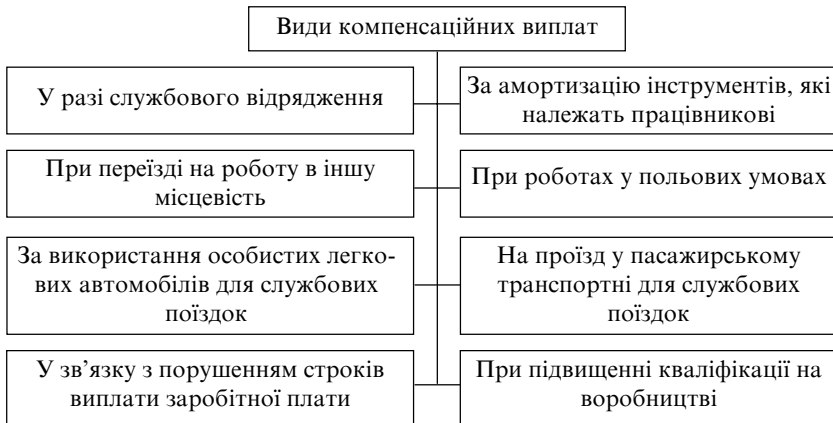 Види компенсаційних виплат
У разі службового відрядження
За амортизацію інструментів, які
належать працівникові
При переїзді на роботу в іншу
місцевість
При роботах у польових умовах
За використання особистих легко-
вих автомобілів для службових
поїздок
На проїзд у пасажирському
транспортні для службових
поїздок
У зв'язку з порушенням строків
виплати заробітної плати
При підвищенні кваліфікації на
воробництві